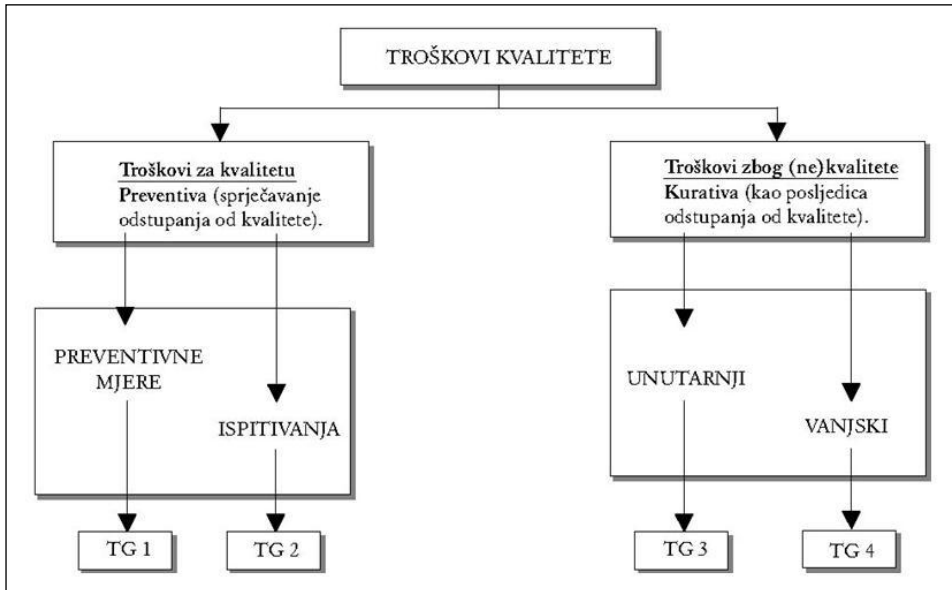 TROŠKOVI KVALITETE
Troškovi za kvalitetu
Preventiva (sprječavanje
odstupanja od kvalitete).
Troškovi zbog (ne)kvalitete
Kurativa (kao posljedica
odstupanja od kvalitete).
PREVENTIVNE
MJERE
ISPITIVANJA
UNUTARNJI
VANJSKI
TG 1
TG 2
TG 3
TG 4